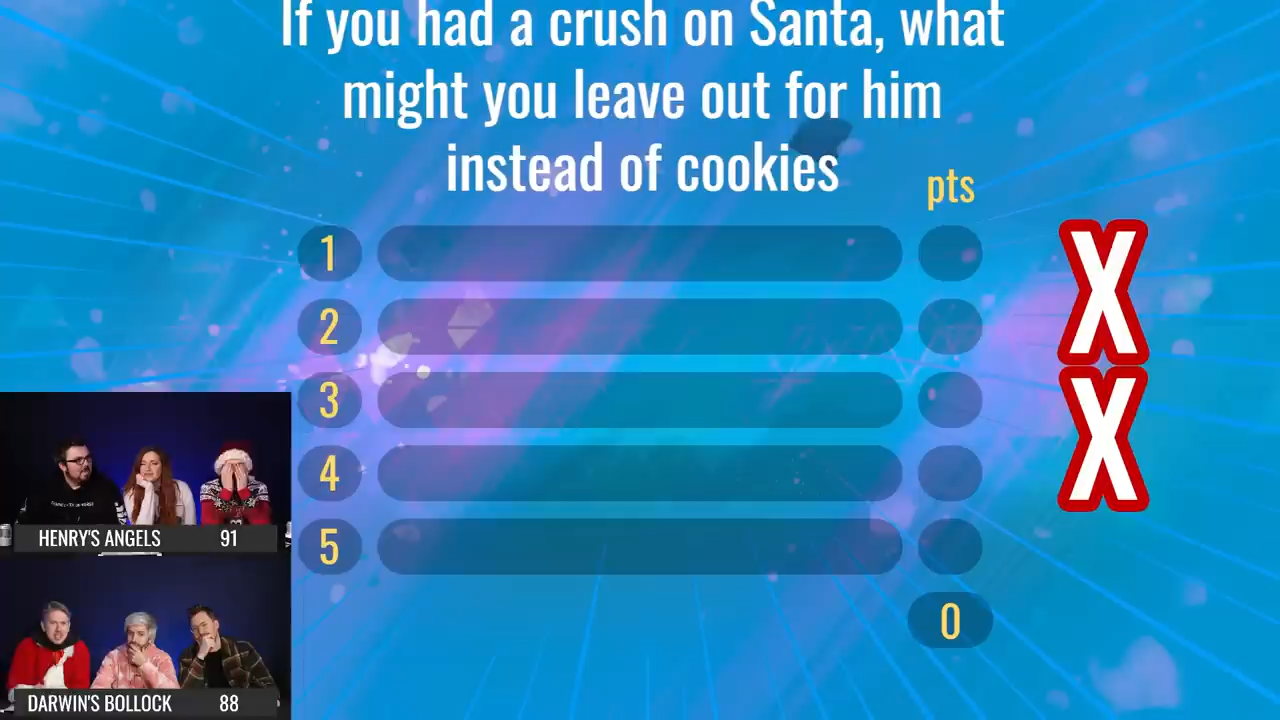 If you had a crush on Santa, what
might you leave out for him
instead of cookies
pts
1
2
3
4
5
X
X
0
HENRY'S ANGELS 91
DARWIN'S BOLLOCK 88